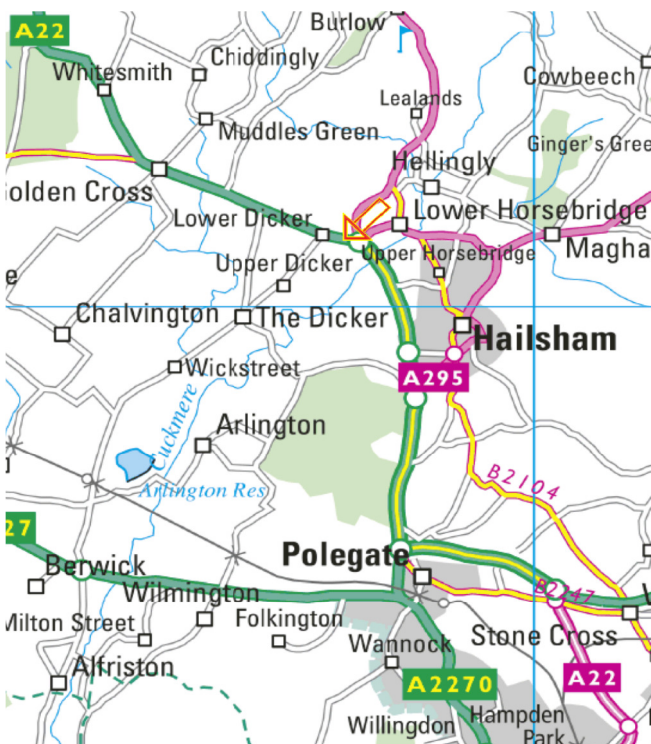 A22
Burlow
Chiddingly
Whitesmith
Cowbeech
Lealands
Muddles Green
Ginger's Gree
Hellingly
olden Cross
Lower Dicker
Lower Horsebridge
Upper Dicker
Upper Horsebridge
Magha
e
Chalvington
The Dicker
Hailsham
Wickstreet
A295
Cuckmere
Arlington
Arlington Res
B2104
27
Polegate
Berwick
Wilmington
B2247
Milton Street
Folkington
Stone Cross
Wannock
Alfriston
A2270
A22
Willingdon
Hampden
Park